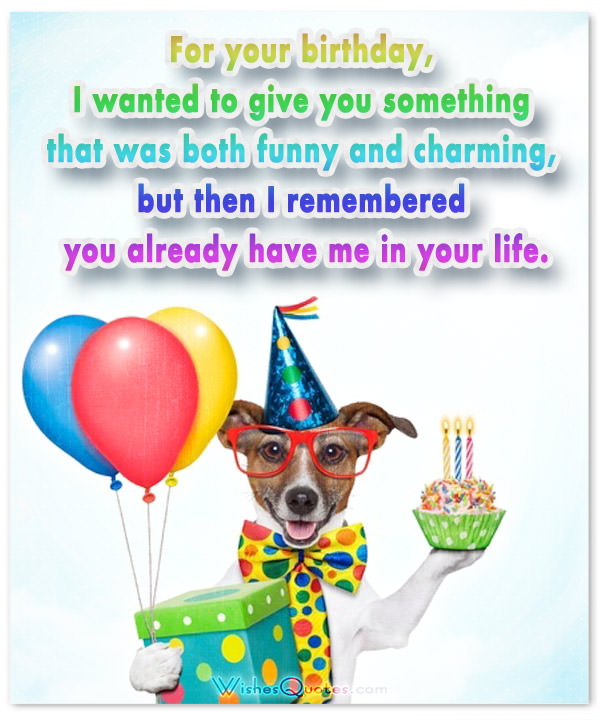 For your birthday,
I wanted to give you something
that was both funny and charming,
but then I remembered
you already have me in your life.
WishesQuotes.com